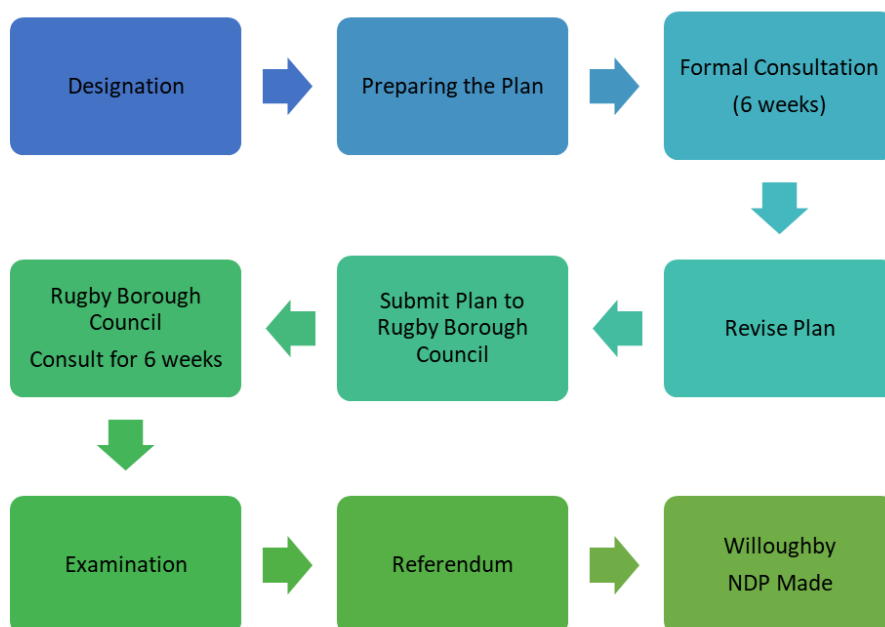 Designation
Preparing the Plan
Formal Consultation
(6 weeks)
Revise Plan
Submit Plan to
Rugby Borough
Council
Rugby Borough
Council
Consult for 6 weeks
Examination
Referendum
Willoughby
NDP Made